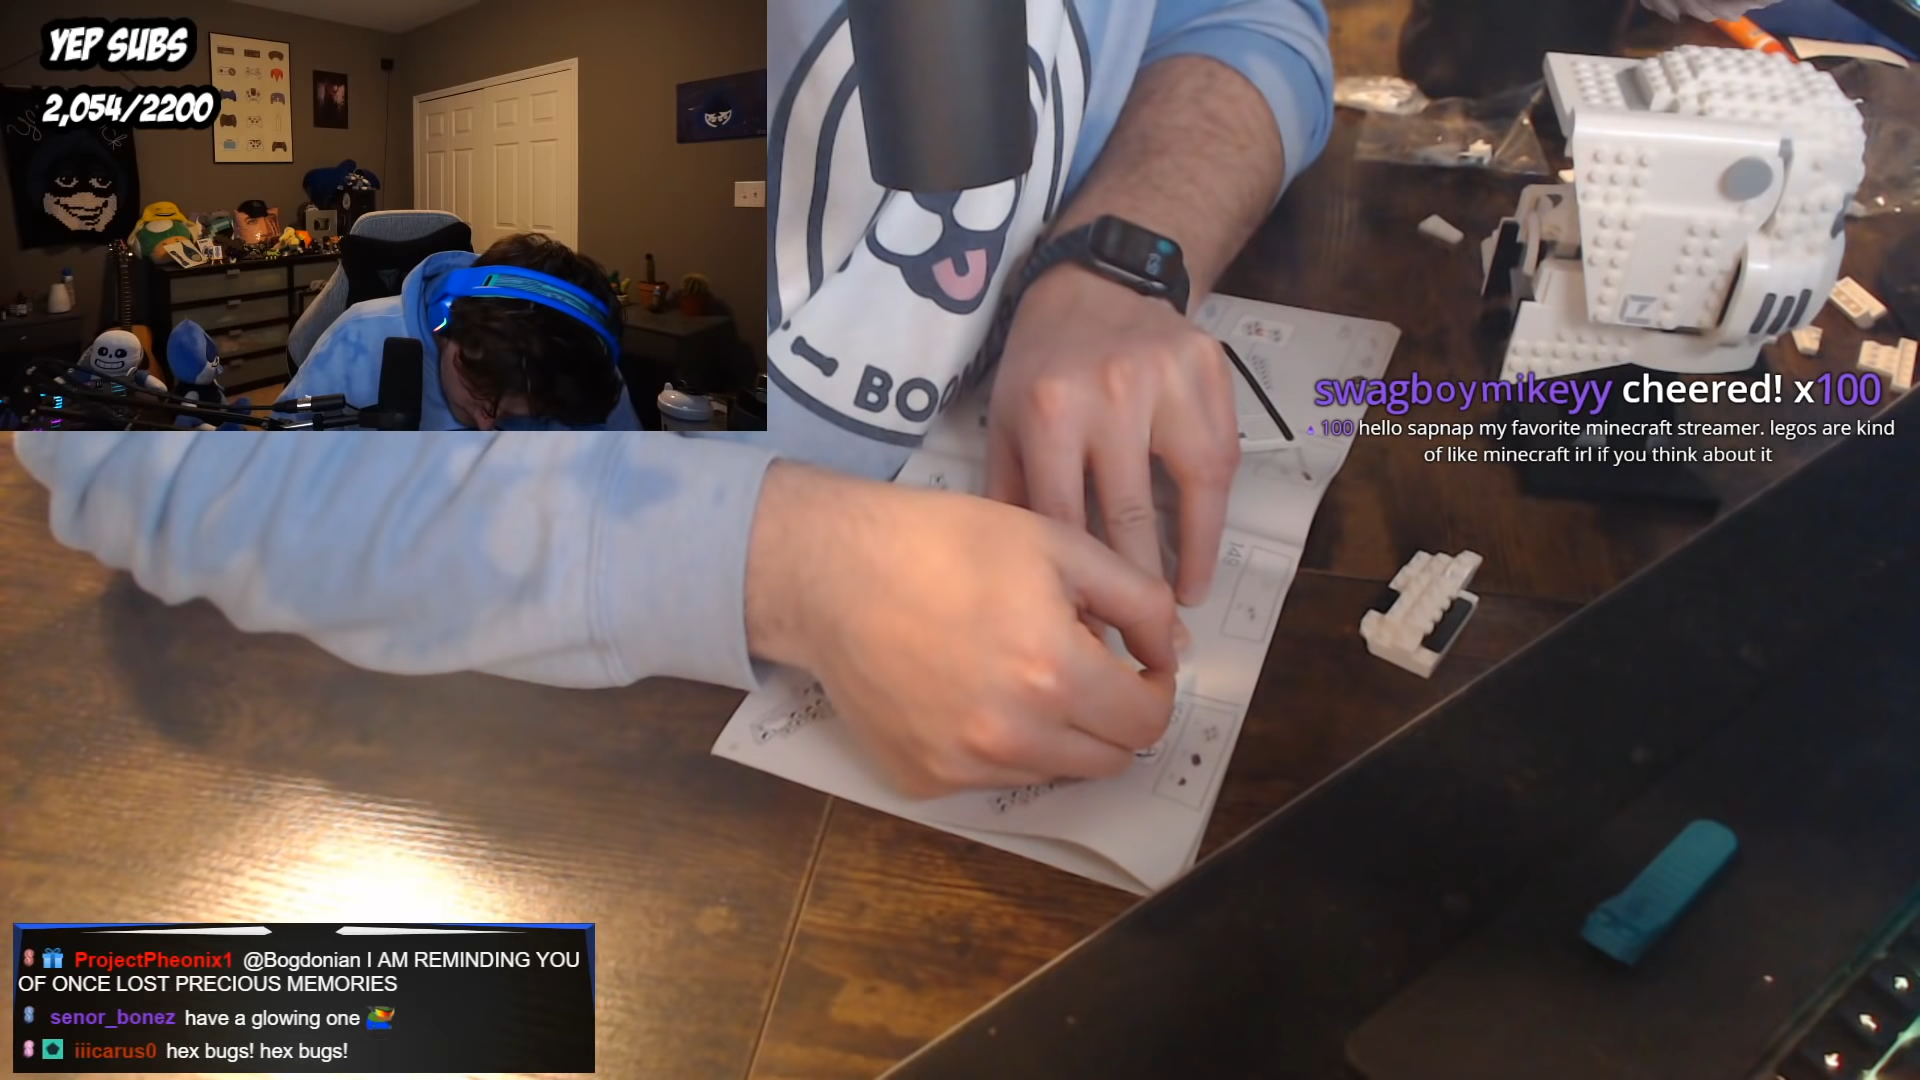 YEP SUBS
2,054/2200
BOO
swagboymikeyy cheered! x100
100 hello sapnap my favorite minecraft streamer. legos are kind
of like minecraft irl if you think about it
149
ProjectPheonix1 @Bogdonian I AM REMINDING YOU
OF ONCE LOST PRECIOUS MEMORIES
senor_bonez have a glowing one
iiicarus0 hex bugs! hex bugs!